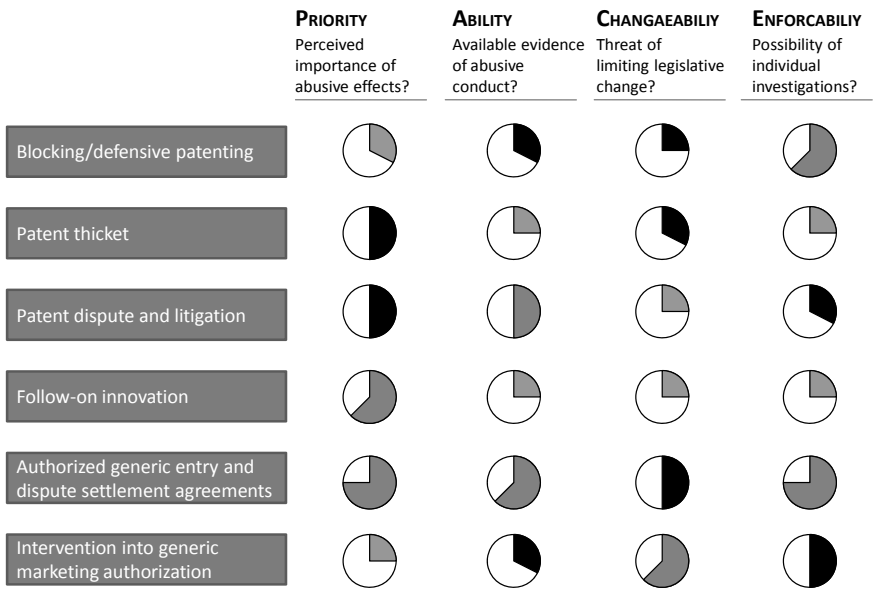 PRIORITY ABILITY CHANGAEABILIY ENFORCABILIY
Perceived Available evidence Threat of Possibility of
importance of of abusive limiting legislative individual
abusive effects? conduct? change? investigations?
Blocking/defensive patenting
Patent thicket
Patent dispute and litigation
Follow-on innovation
Authorized generic entry and
dispute settlement agreements
Intervention into generic
marketing authorization